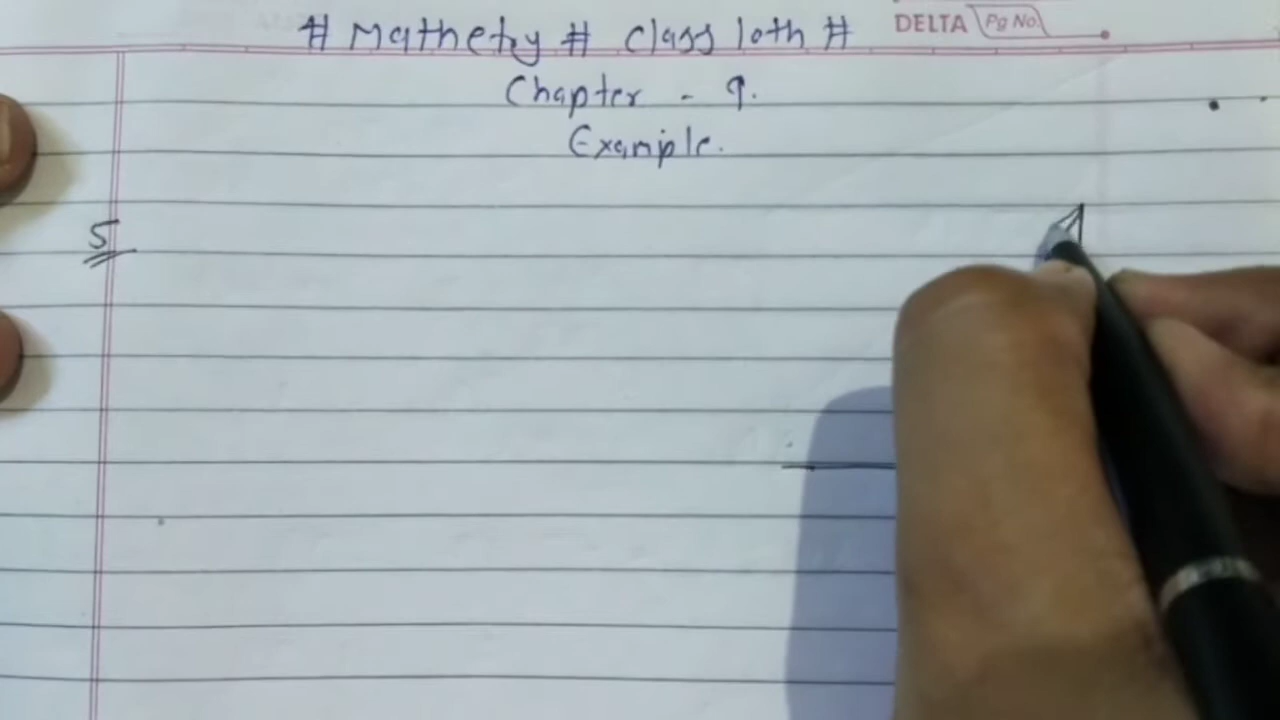 # Mathetry # class 10th #
DELTA Pg No.
Chapter - 9.
Example.
5